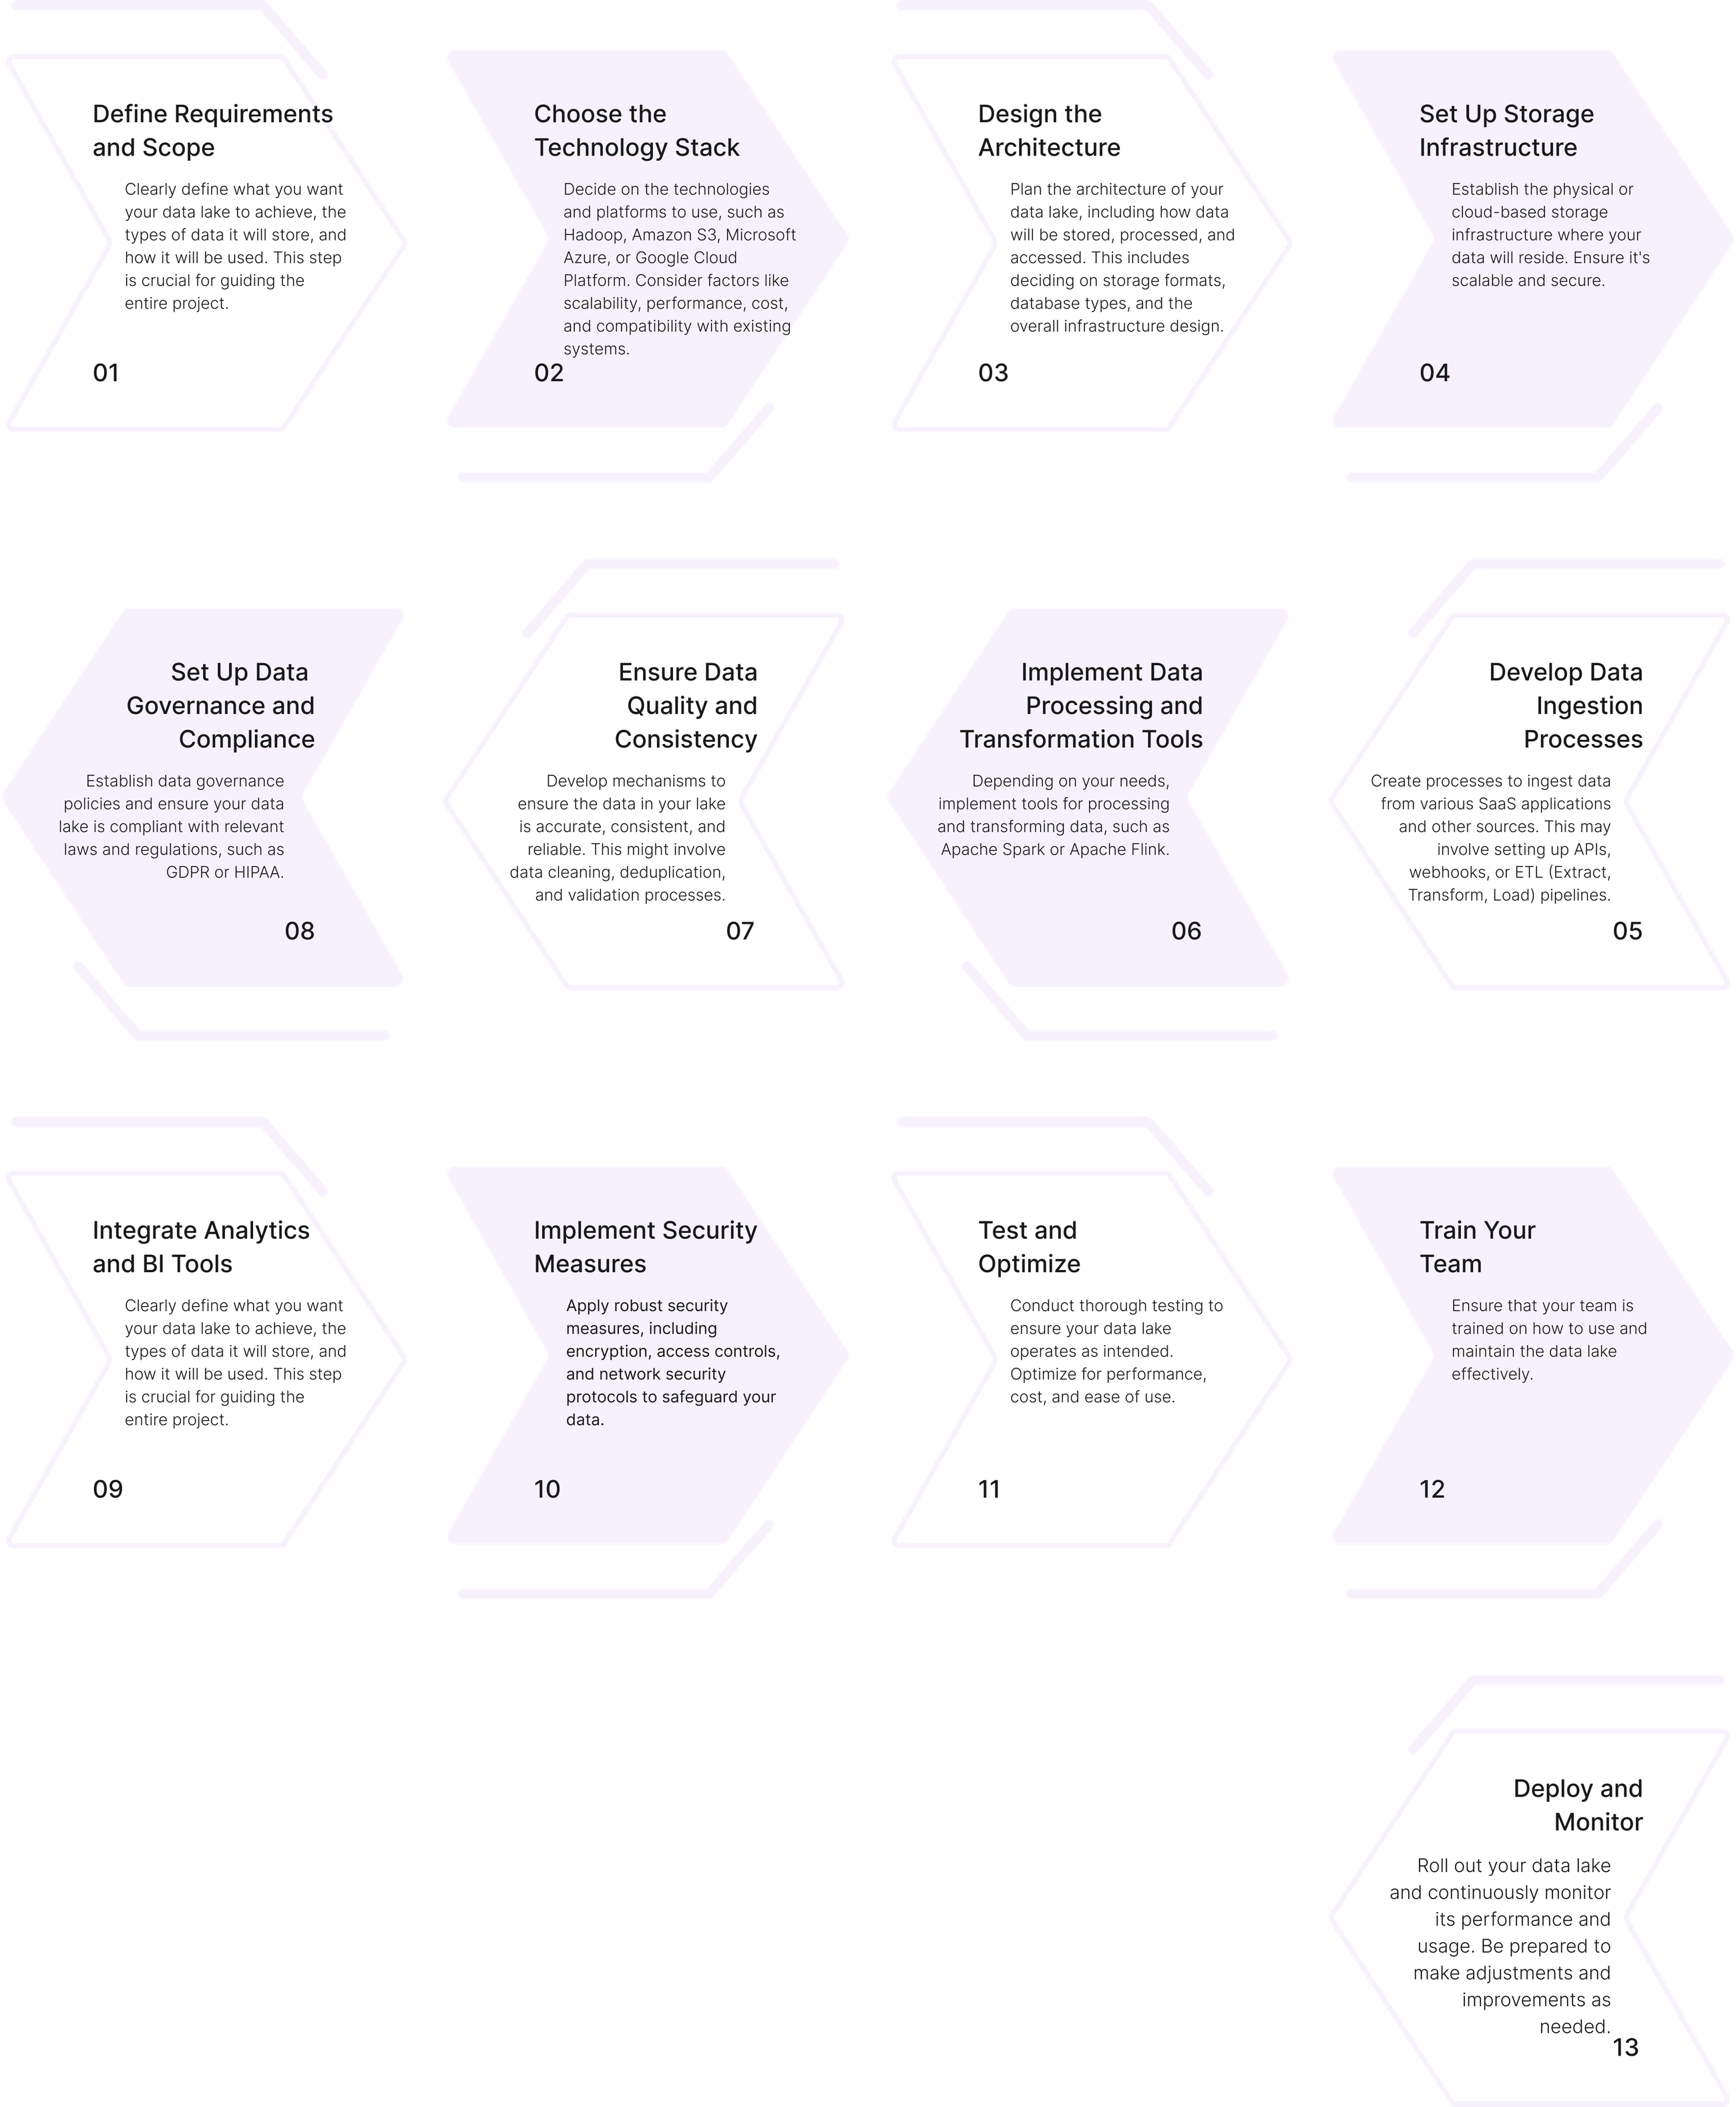 Define Requirements
and Scope
Clearly define what you want
your data lake to achieve, the
types of data it will store, and
how it will be used. This step
is crucial for guiding the
entire project.
01
Choose the
Technology Stack
Decide on the technologies
and platforms to use, such as
Hadoop, Amazon S3, Microsoft
Azure, or Google Cloud
Platform. Consider factors like
scalability, performance, cost,
and compatibility with existing
systems.
02
Design the
Architecture
Plan the architecture of your
data lake, including how data
will be stored, processed, and
accessed. This includes
deciding on storage formats,
database types, and the
overall infrastructure design.
03
Set Up Storage
Infrastructure
Establish the physical or
cloud-based storage
infrastructure where your
data will reside. Ensure it's
scalable and secure.
04
Develop Data
Ingestion
Processes
Create processes to ingest data
from various SaaS applications
and other sources. This may
involve setting up APIs,
webhooks, or ETL (Extract,
Transform, Load) pipelines.
05
Implement Data
Processing and
Transformation Tools
Depending on your needs,
implement tools for processing
and transforming data, such as
Apache Spark or Apache Flink.
06
Ensure Data
Quality and
Consistency
Develop mechanisms to
ensure the data in your lake
is accurate, consistent, and
reliable. This might involve
data cleaning, deduplication,
and validation processes.
07
Set Up Data
Governance and
Compliance
Establish data governance
policies and ensure your data
lake is compliant with relevant
laws and regulations, such as
GDPR or HIPAA.
08
Integrate Analytics
and BI Tools
Clearly define what you want
your data lake to achieve, the
types of data it will store, and
how it will be used. This step
is crucial for guiding the
entire project.
09
Implement Security
Measures
Apply robust security
measures, including
encryption, access controls,
and network security
protocols to safeguard your
data.
10
Test and
Optimize
Conduct thorough testing to
ensure your data lake
operates as intended.
Optimize for performance,
cost, and ease of use.
11
Train Your
Team
Ensure that your team is
trained on how to use and
maintain the data lake
effectively.
12
Deploy and
Monitor
Roll out your data lake
and continuously monitor
its performance and
usage. Be prepared to
make adjustments and
improvements as
needed.
13